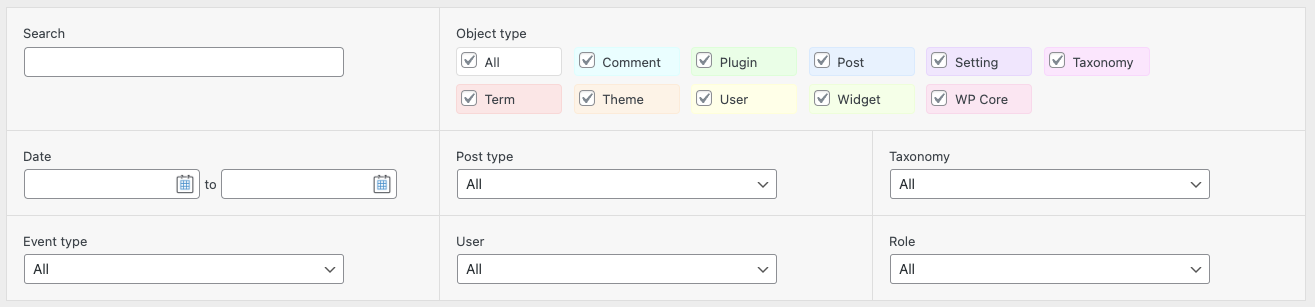 Search
Object type
All Comment Plugin Post Setting Taxonomy
Term Theme User Widget WP Core
Date
to
Post type
All
Taxonomy
All
Event type
All
User
All
Role
All